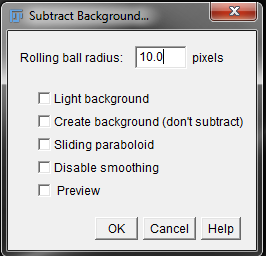 Subtract Background...
Rolling ball radius: 10.0 pixels
Light background
Create background (don't subtract)
Sliding paraboloid
Disable smoothing
Preview
OK Cancel Help